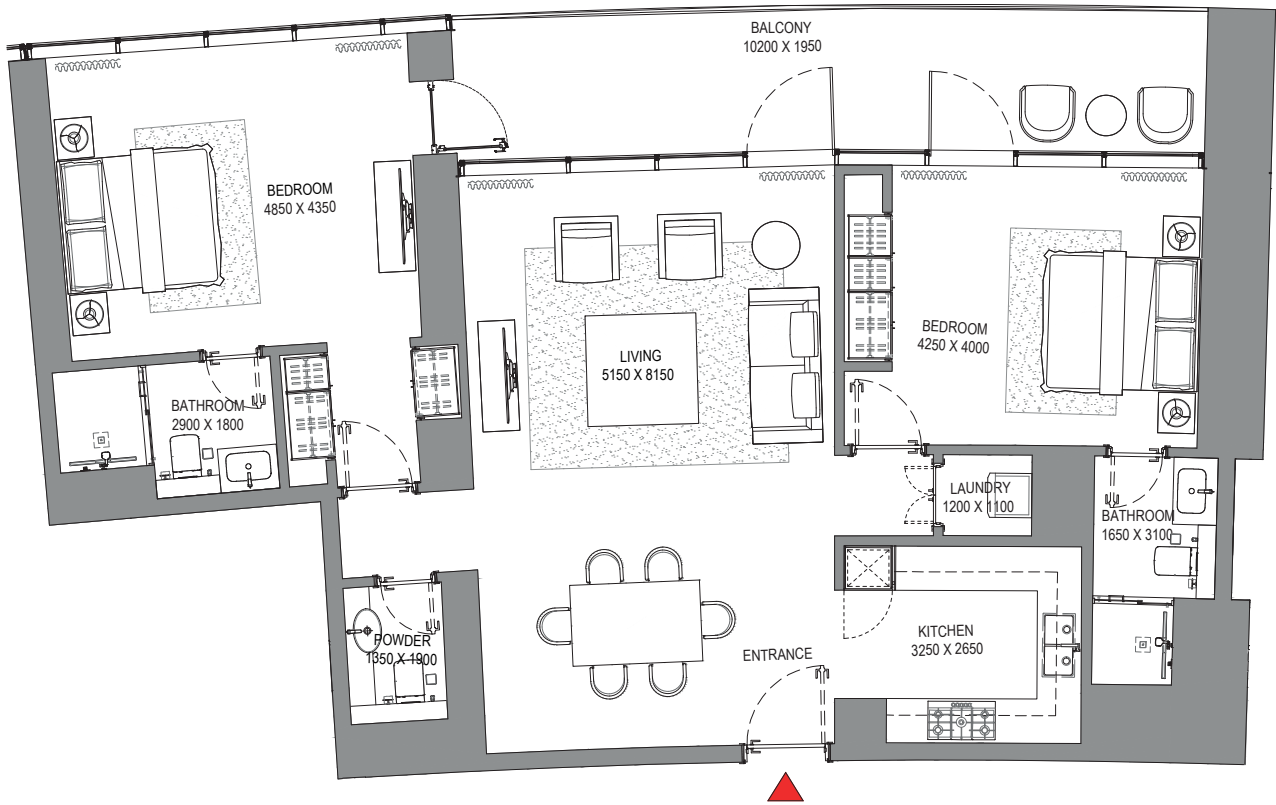 BALCONY
10200 X 1950
BEDROOM
4850 X 4350
LIVING
5150 X 8150
BEDROOM
4250 X 4000
BATHROOM
2900 X 1800
LAUNDRY
1200 X 1100
BATHROOM
1650 X 3100
POWDER
1350 X 1900
ENTRANCE
KITCHEN
3250 X 2650